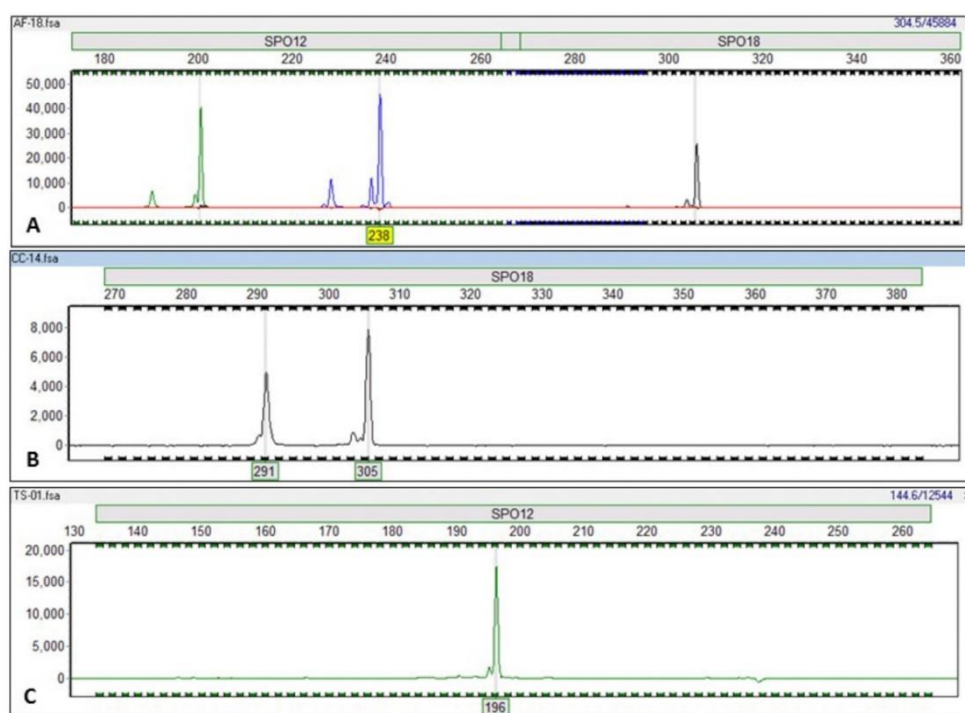 AF-18.fsa 304.5/45884
SPO12 SPO18
180 200 220 240 260 280 300 320 340 360
50,000
40,000
30,000
20,000
10,000
0
A
238
CC-14.fsa
SPO18
270 280 290 300 310 320 330 340 350 360 370 380
8,000
6,000
4,000
2,000
0
B
291 305
TS-01.fsa 144.6/12544
SPO12
130 140 150 160 170 180 190 200 210 220 230 240 250 260
20,000
15,000
10,000
5,000
0
C
196